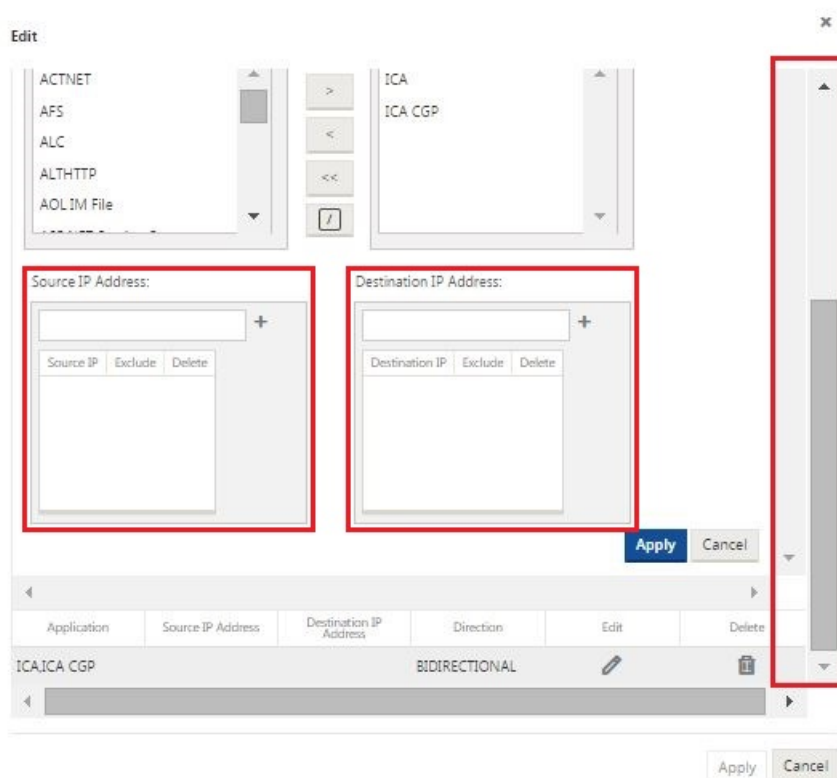 Edit
×
ACTNET
AFS
ALC
ALTHTTP
AOL IM File
>
<
<<
/
ICA
ICA CGP
Source IP Address:
+
Source IP Exclude Delete
Destination IP Address:
+
Destination IP Exclude Delete
Apply Cancel
Application Source IP Address Destination IP Address Direction Edit Delete
ICA,ICA CGP BIDIRECTIONAL
Apply Cancel